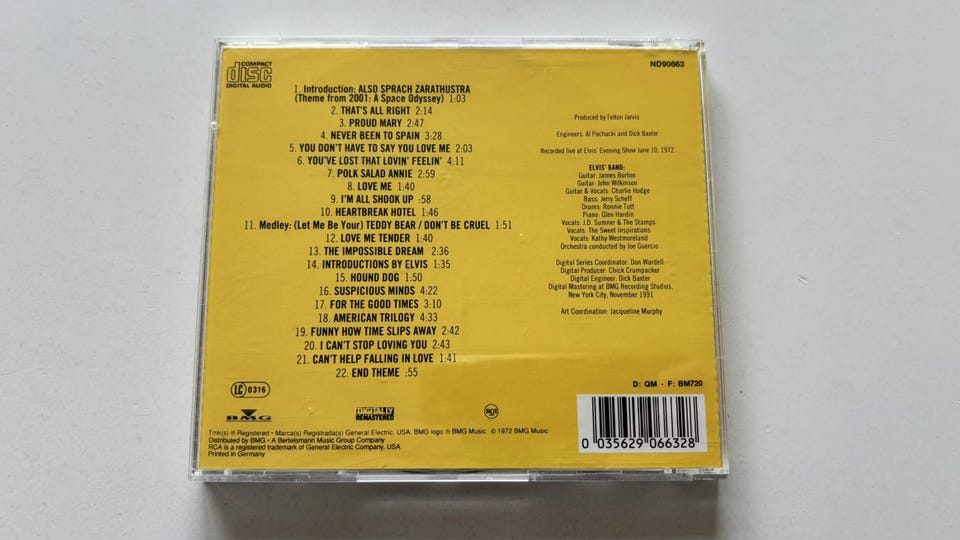 COMPACT
disc
DIGITAL AUDIO
ND90663
1. Introduction: ALSO SPRACH ZARATHUSTRA
(Theme from 2001: A Space Odyssey) 1:03
2. THAT'S ALL RIGHT 2:14
3. PROUD MARY 2:47
4. NEVER BEEN TO SPAIN 3:28
5. YOU DON'T HAVE TO SAY YOU LOVE ME 2:03
6. YOU'VE LOST THAT LOVIN' FEELIN' 4:11
7. POLK SALAD ANNIE 2:59
8. LOVE ME 1:40
9. I'M ALL SHOOK UP :58
10. HEARTBREAK HOTEL 1:46
11. Medley: (Let Me Be Your) TEDDY BEAR / DON'T BE CRUEL 1:51
12. LOVE ME TENDER 1:40
13. THE IMPOSSIBLE DREAM 2:36
14. INTRODUCTIONS BY ELVIS 1:35
15. HOUND DOG 1:50
16. SUSPICIOUS MINDS 4:22
17. FOR THE GOOD TIMES 3:10
18. AMERICAN TRILOGY 4:33
19. FUNNY HOW TIME SLIPS AWAY 2:42
20. I CAN'T STOP LOVING YOU 2:43
21. CAN'T HELP FALLING IN LOVE 1:41
22. END THEME :55
Produced by Felton Jarvis
Engineers: Al Pachucki and Dick Baxter
Recorded live at Elvis' Evening Show June 10, 1972.
ELVIS' BAND:
Guitar: James Burton
Guitar: John Wilkinson
Guitar & Vocals: Charlie Hodge
Bass: Jerry Scheff
Drums: Ronnie Tutt
Piano: Glen Hardin
Vocals: J.D. Sumner & The Stamps
Vocals: The Sweet Inspirations
Vocals: Kathy Westmoreland
Orchestra conducted by Joe Guercio
Digital Series Coordinator: Don Wardell
Digital Producer: Chick Crumpacker
Digital Engineer: Dick Baxter
Digital Mastering at BMG Recording Studios,
New York City, November 1991
Art Coordination: Jacqueline Murphy
D: QM · F: BM720
LC 0316
BMG
DIGITALLY
REMASTERED
RCA
0 035629 066328
Tmk(s) ® Registered • Marca(s) Registrada(s) General Electric, USA. BMG logo ® BMG Music © 1972 BMG Music
Distributed by BMG • A Bertelsmann Music Group Company
RCA is a registered trademark of General Electric Company, USA
Printed in Germany